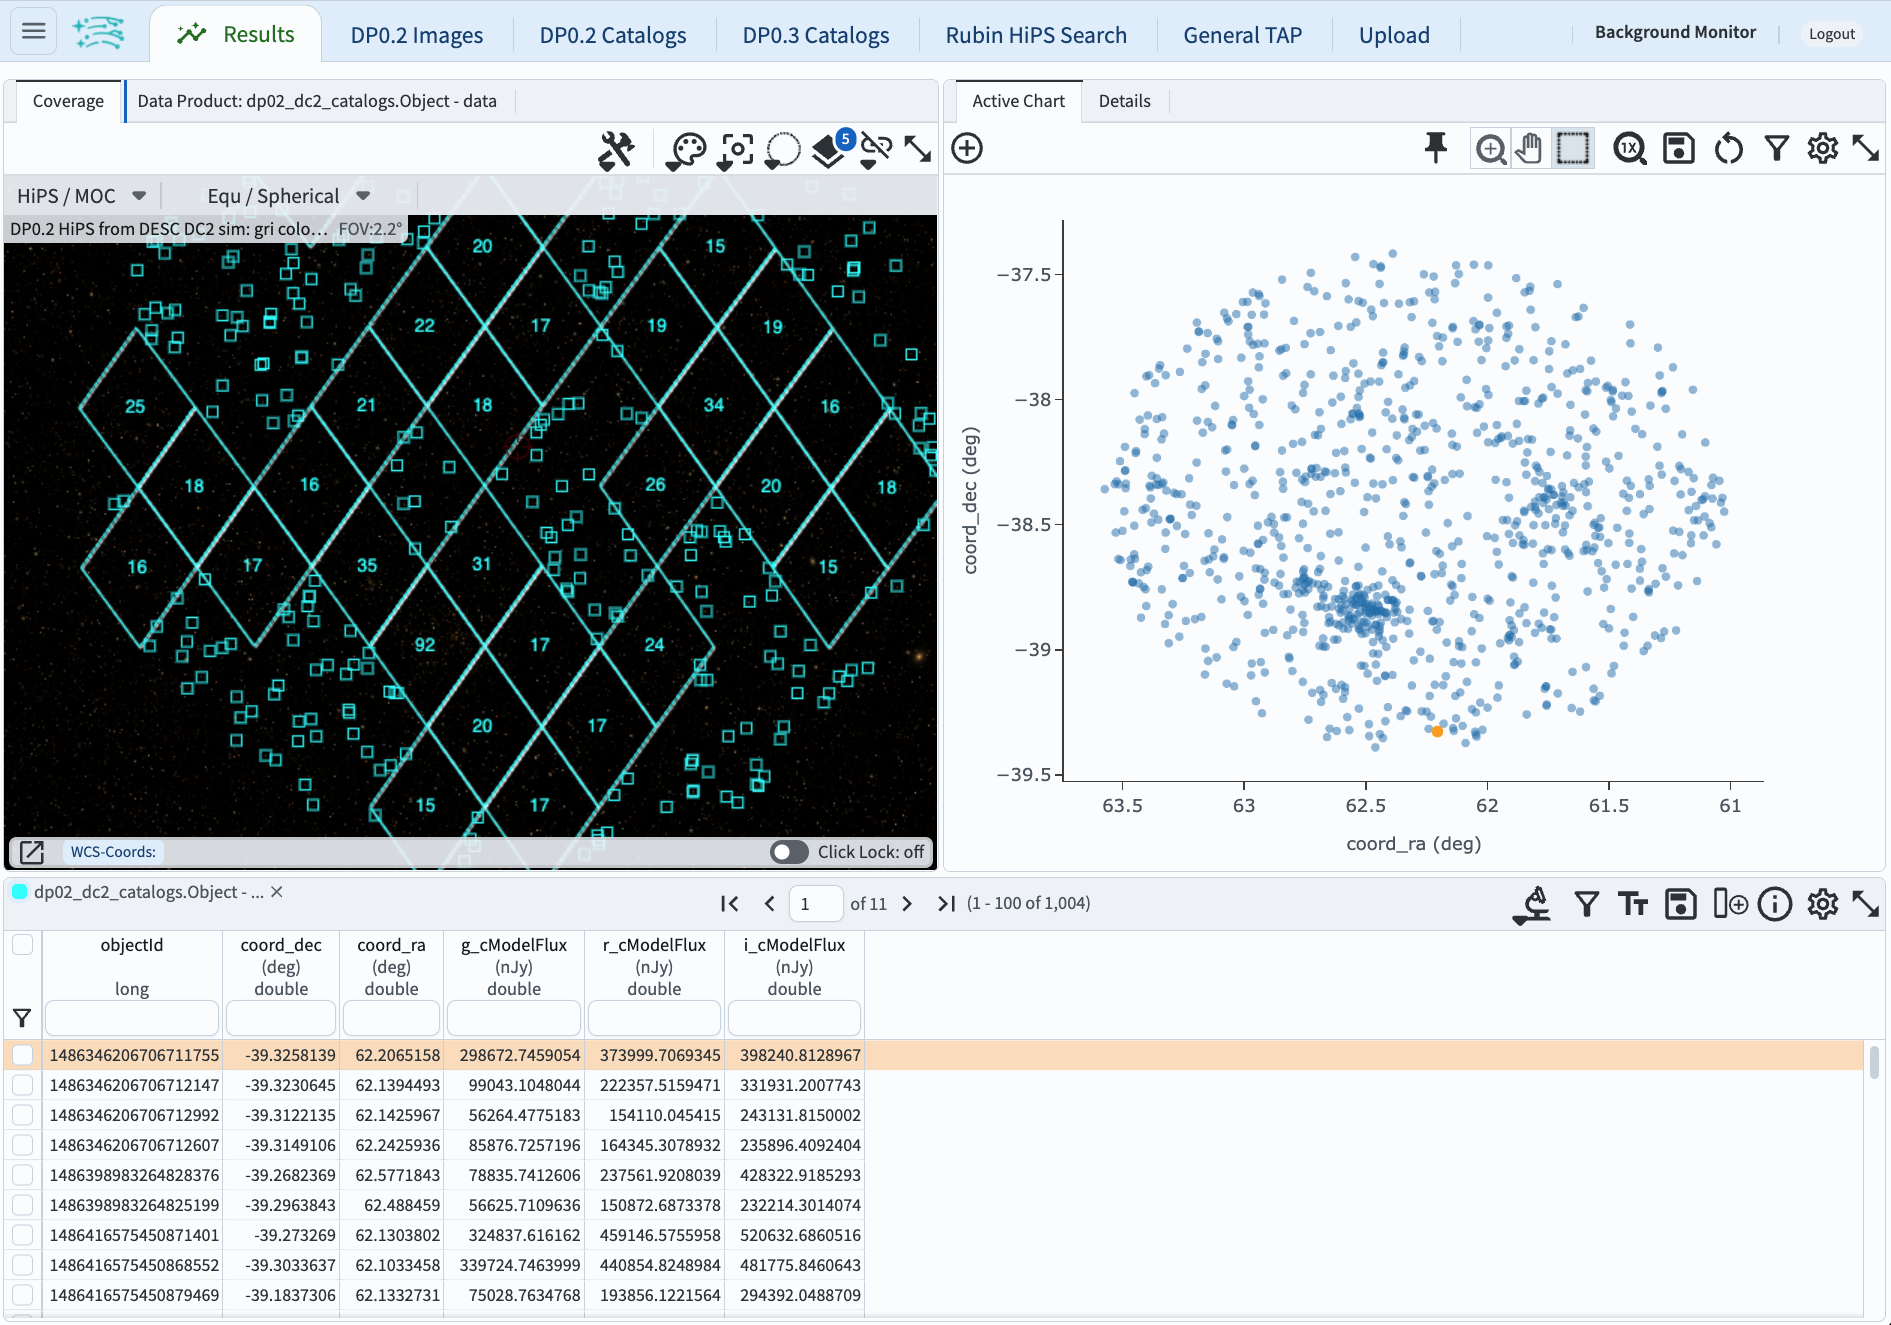 Results
DP0.2 Images
DP0.2 Catalogs
DP0.3 Catalogs
Rubin HiPS Search
General TAP
Upload
Background Monitor
Logout
Coverage
Data Product: dp02_dc2_catalogs.Object - data
5
HiPS / MOC
Equ / Spherical
DP0.2 HiPS from DESC DC2 sim: gri colo... FOV:2.2°
20 15
22 17 19 19
25 21 18 34 16
18 16 26 20 18
16 17 35 31 15
92 17 24
20 17
15 17
WCS-Coords:
Click Lock: off
Active Chart
Details
1X
−37.5
−38
−38.5
−39
−39.5
coord_dec (deg)
63.5 63 62.5 62 61.5 61
coord_ra (deg)
dp02_dc2_catalogs.Object - ...
1 of 11 (1 - 100 of 1,004)
objectId coord_dec coord_ra g_cModelFlux r_cModelFlux i_cModelFlux
(deg) (deg) (nJy) (nJy) (nJy)
long double double double double double
1486346206706711755 -39.3258139 62.2065158 298672.7459054 373999.7069345 398240.8128967
1486346206706712147 -39.3230645 62.1394493 99043.1048044 222357.5159471 331931.2007743
1486346206706712992 -39.3122135 62.1425967 56264.4775183 154110.045415 243131.8150002
1486346206706712607 -39.3149106 62.2425936 85876.7257196 164345.3078932 235896.4092404
1486398983264828376 -39.2682369 62.5771843 78835.7412606 237561.9208039 428322.9185293
1486398983264825199 -39.2963843 62.488459 56625.7109636 150872.6873378 232214.3014074
1486416575450871401 -39.273269 62.1303802 324837.616162 459146.5755958 520632.6860516
1486416575450868552 -39.3033637 62.1033458 339724.7463999 440854.8248984 481775.8460643
1486416575450879469 -39.1837306 62.1332731 75028.7634768 193856.1221564 294392.0488709